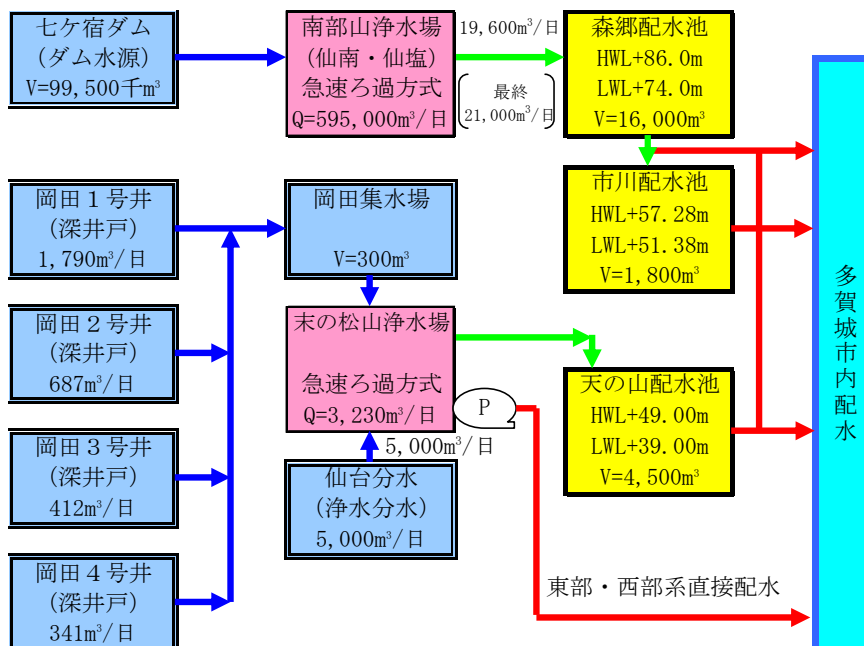 七ケ宿ダム
(ダム水源)
V=99,500千m³
南部山浄水場
(仙南・仙塩)
急速ろ過方式
Q=595,000m³/日
19,600m³/日
最終
21,000m³/日
森郷配水池
HWL+86.0m
LWL+74.0m
V=16,000m³
岡田1号井
(深井戸)
1,790m³/日
岡田集水場
V=300m³
市川配水池
HWL+57.28m
LWL+51.38m
V=1,800m³
岡田2号井
(深井戸)
687m³/日
末の松山浄水場
急速ろ過方式
Q=3,230m³/日
P
5,000m³/日
天の山配水池
HWL+49.00m
LWL+39.00m
V=4,500m³
岡田3号井
(深井戸)
412m³/日
仙台分水
(浄水分水)
5,000m³/日
岡田4号井
(深井戸)
341m³/日
東部・西部系直接配水
多賀城市内配水